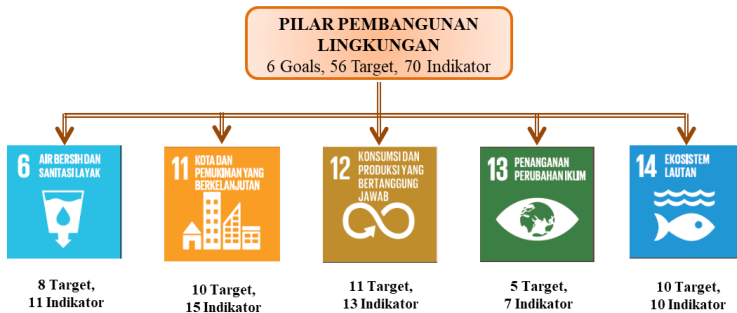 PILAR PEMBANGUNAN
LINGKUNGAN
6 Goals, 56 Target, 70 Indikator
6 AIR BERSIH DAN
SANITASI LAYAK
11 KOTA DAN
PEMUKIMAN YANG
BERKELANJUTAN
12 KONSUMSI DAN
PRODUKSI YANG
BERTANGGUNG
JAWAB
13 PENANGANAN
PERUBAHAN IKLIM
14 EKOSISTEM
LAUTAN
8 Target,
11 Indikator
10 Target,
15 Indikator
11 Target,
13 Indikator
5 Target,
7 Indikator
10 Target,
10 Indikator